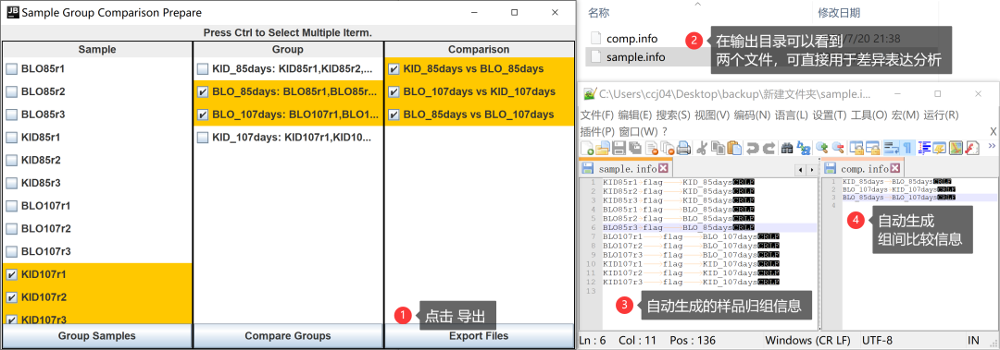 Sample Group Comparison Prepare
Press Ctrl to Select Multiple Iterm.
Sample
Group
Comparison
BLO85r1
BLO85r2
BLO85r3
KID85r1
KID85r2
KID85r3
BLO107r1
BLO107r2
BLO107r3
KID107r1
KID107r2
KID107r3
KID_85days: KID85r1,KID85r2,...
BLO_85days: BLO85r1,BLO85r...
BLO_107days: BLO107r1,BLO1...
KID_107days: KID107r1,KID10...
KID_85days vs BLO_85days
BLO_107days vs KID_107days
BLO_85days vs BLO_107days
1 点击 导出
Group Samples
Compare Groups
Export Files
名称
修改日期
comp.info
sample.info
/7/20 21:38
2 在输出目录可以看到
两个文件，可直接用于差异表达分析
C:\Users\ccj04\Desktop\backup\新建文件夹\sample.i...
文件(F) 编辑(E) 搜索(S) 视图(V) 编码(N) 语言(L) 设置(T) 工具(O) 宏(M) 运行(R)
插件(P) 窗口(W) ? X
sample.info
comp.info
1 KID85r1 flag KID_85daysCRLF
2 KID85r2 flag KID_85daysCRLF
3 KID85r3 flag KID_85daysCRLF
4 BLO85r1 flag BLO_85daysCRLF
5 BLO85r2 flag BLO_85daysCRLF
6 BLO85r3 flag BLO_85daysCRLF
7 BLO107r1 flag BLO_107daysCRLF
8 BLO107r2 flag BLO_107daysCRLF
9 BLO107r3 flag BLO_107daysCRLF
10 KID107r1 flag KID_107daysCRLF
11 KID107r2 flag KID_107daysCRLF
12 KID107r3 flag KID_107daysCRLF
13
1 KID_85days BLO_85daysCRLF
2 BLO_107days KID_107daysCRLF
3 BLO_85days BLO_107daysCRLF
4
4 自动生成
组间比较信息
3 自动生成的样品归组信息
Ln : 6 Col : 11 Pos : 136 Windows (CR LF) UTF-8 IN